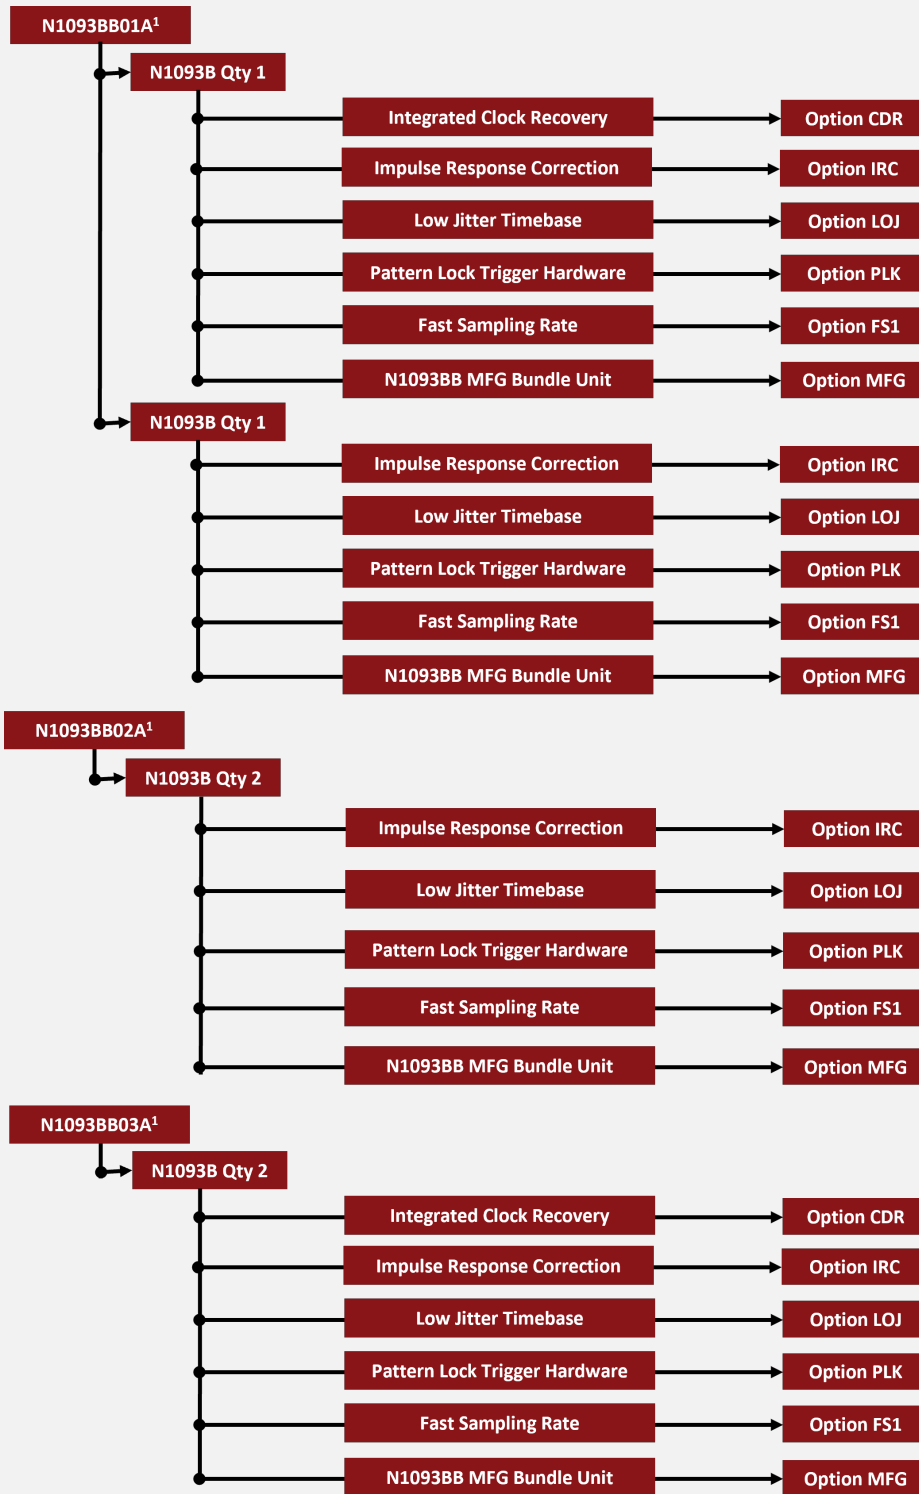 N1093BB01A¹
N1093B Qty 1
Integrated Clock Recovery Option CDR
Impulse Response Correction Option IRC
Low Jitter Timebase Option LOJ
Pattern Lock Trigger Hardware Option PLK
Fast Sampling Rate Option FS1
N1093BB MFG Bundle Unit Option MFG
N1093B Qty 1
Impulse Response Correction Option IRC
Low Jitter Timebase Option LOJ
Pattern Lock Trigger Hardware Option PLK
Fast Sampling Rate Option FS1
N1093BB MFG Bundle Unit Option MFG
N1093BB02A¹
N1093B Qty 2
Impulse Response Correction Option IRC
Low Jitter Timebase Option LOJ
Pattern Lock Trigger Hardware Option PLK
Fast Sampling Rate Option FS1
N1093BB MFG Bundle Unit Option MFG
N1093BB03A¹
N1093B Qty 2
Integrated Clock Recovery Option CDR
Impulse Response Correction Option IRC
Low Jitter Timebase Option LOJ
Pattern Lock Trigger Hardware Option PLK
Fast Sampling Rate Option FS1
N1093BB MFG Bundle Unit Option MFG